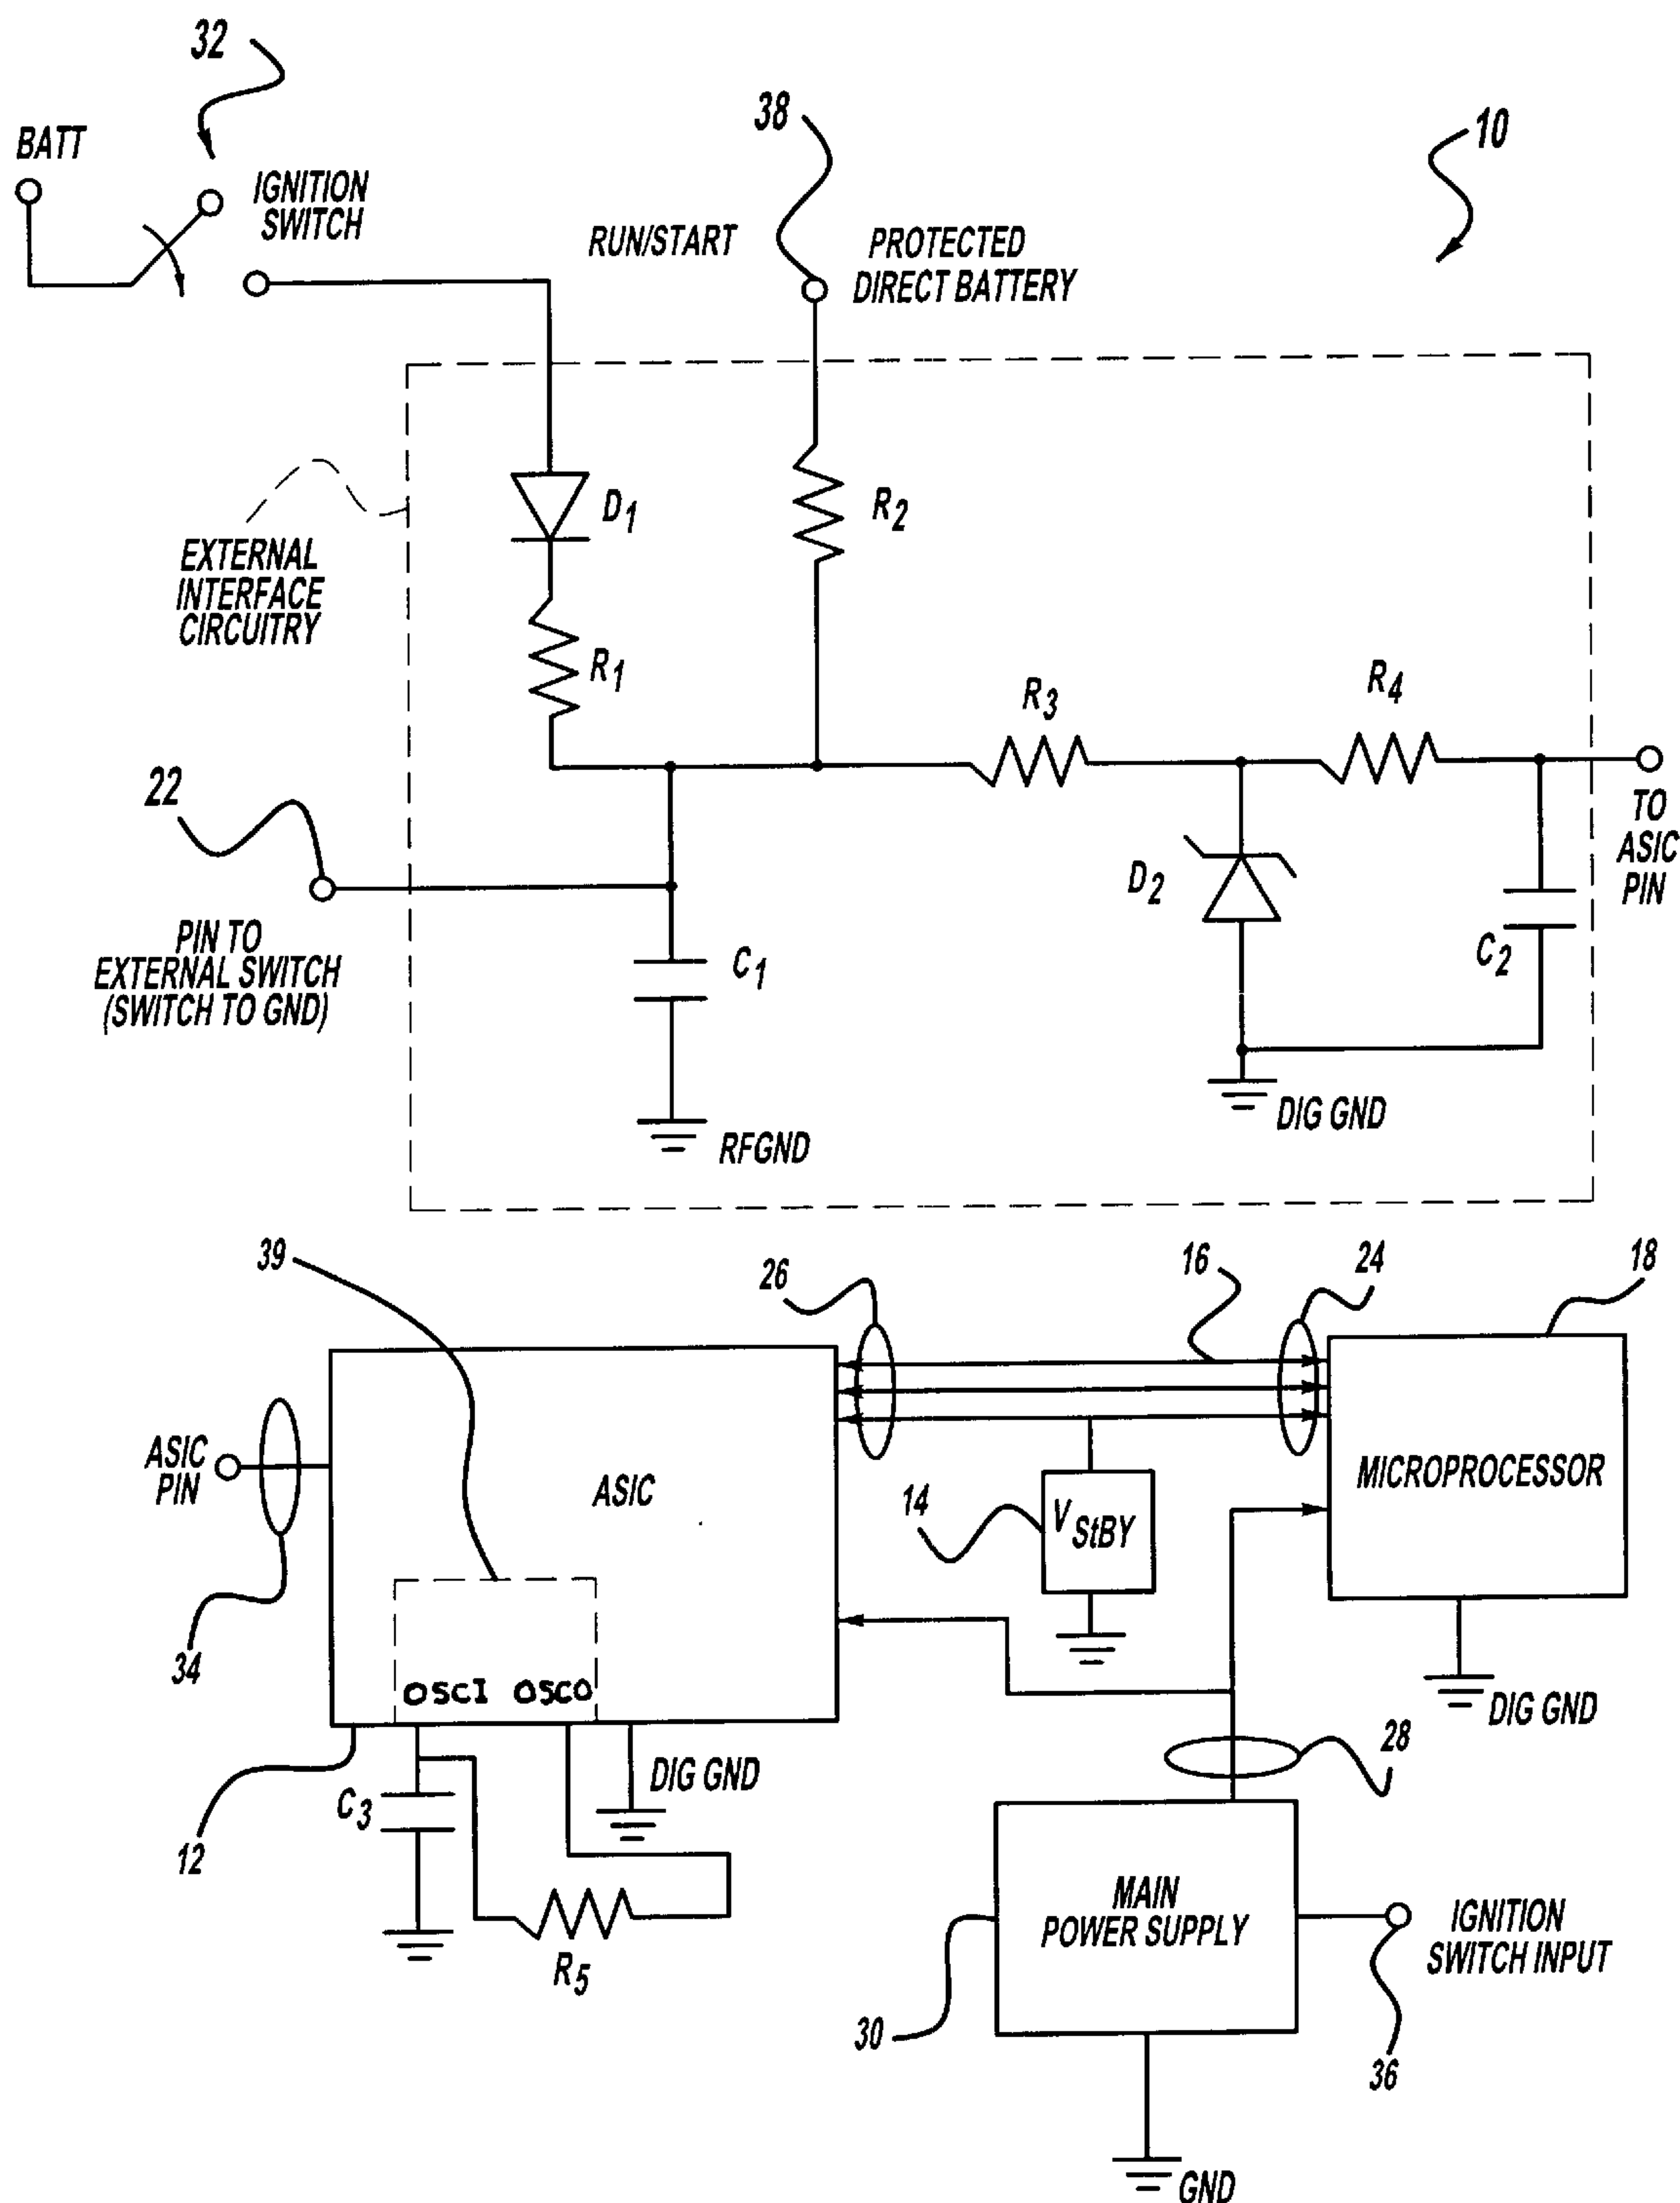 32
BATT
IGNITION
SWITCH
38
10
RUN/START
PROTECTED
DIRECT BATTERY
D1
R2
EXTERNAL
INTERFACE
CIRCUITRY
R1
R3
R4
22
TO
ASIC
PIN
D2
PIN TO
EXTERNAL SWITCH
(SWITCH TO GND)
C1
C2
DIG GND
RFGND
39
26
16
24
18
ASIC
PIN
ASIC
MICROPROCESSOR
14
VStBY
34
OSCI OSCO
DIG GND
DIG GND
28
C3
12
MAIN
POWER SUPPLY
IGNITION
SWITCH INPUT
R5
30
36
GND